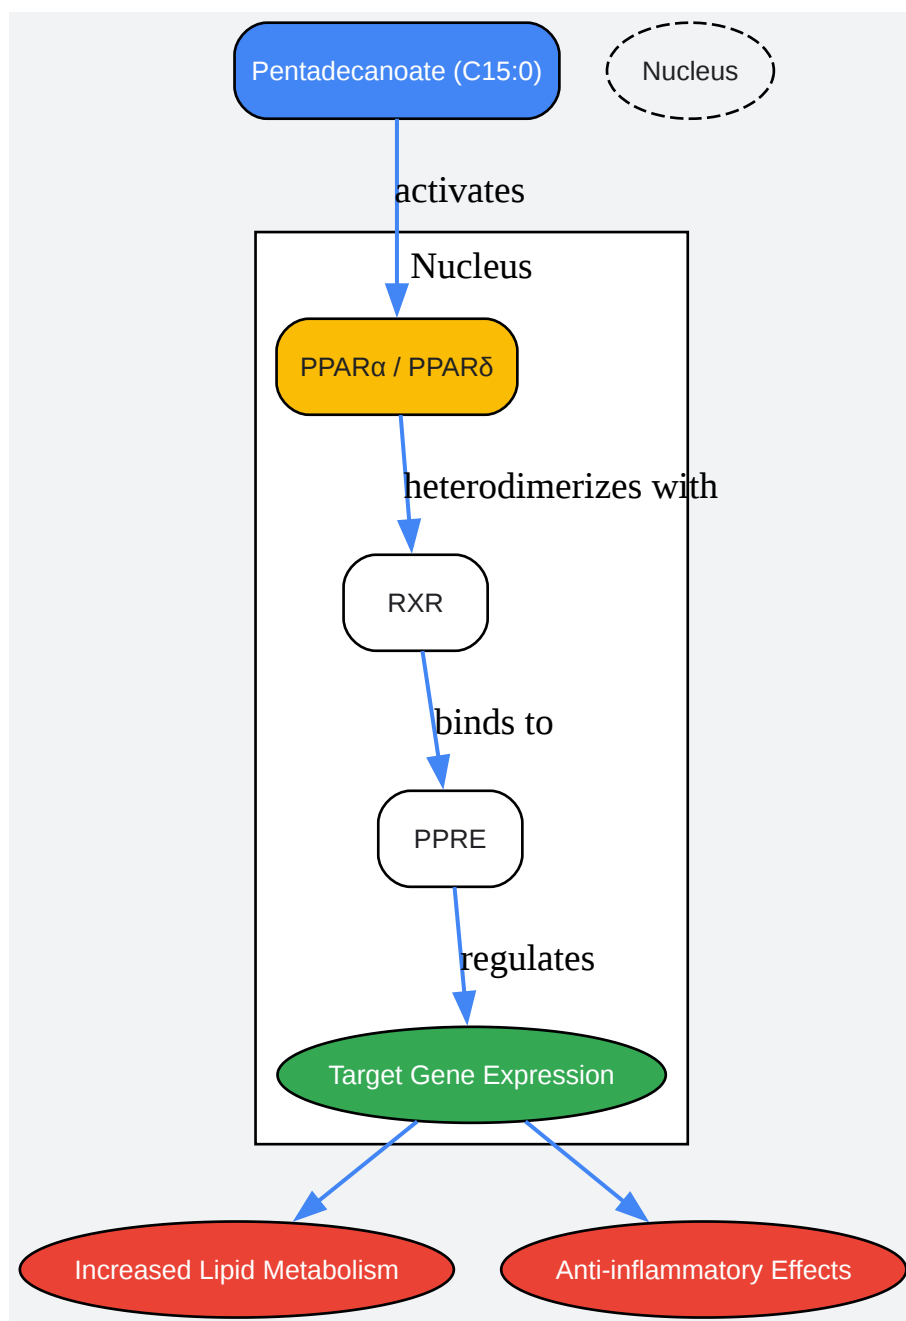 Pentadecanoate (C15:0)
Nucleus
activates
Nucleus
PPARα / PPARδ
heterodimerizes with
RXR
binds to
PPRE
regulates
Target Gene Expression
Increased Lipid Metabolism
Anti-inflammatory Effects